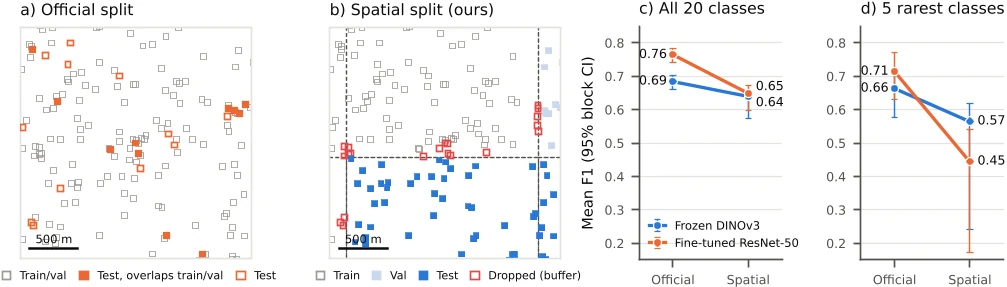 a) Official split
500 m
Train/val
Test, overlaps train/val
Test
b) Spatial split (ours)
500 m
Train
Val
Test
Dropped (buffer)
c) All 20 classes
Mean F1 (95% block CI)
0.8
0.7
0.6
0.5
0.4
0.3
0.2
0.76
0.69
0.65
0.64
Frozen DINOv3
Fine-tuned ResNet-50
Official
Spatial
d) 5 rarest classes
0.8
0.7
0.6
0.5
0.4
0.3
0.2
0.71
0.66
0.57
0.45
Official
Spatial